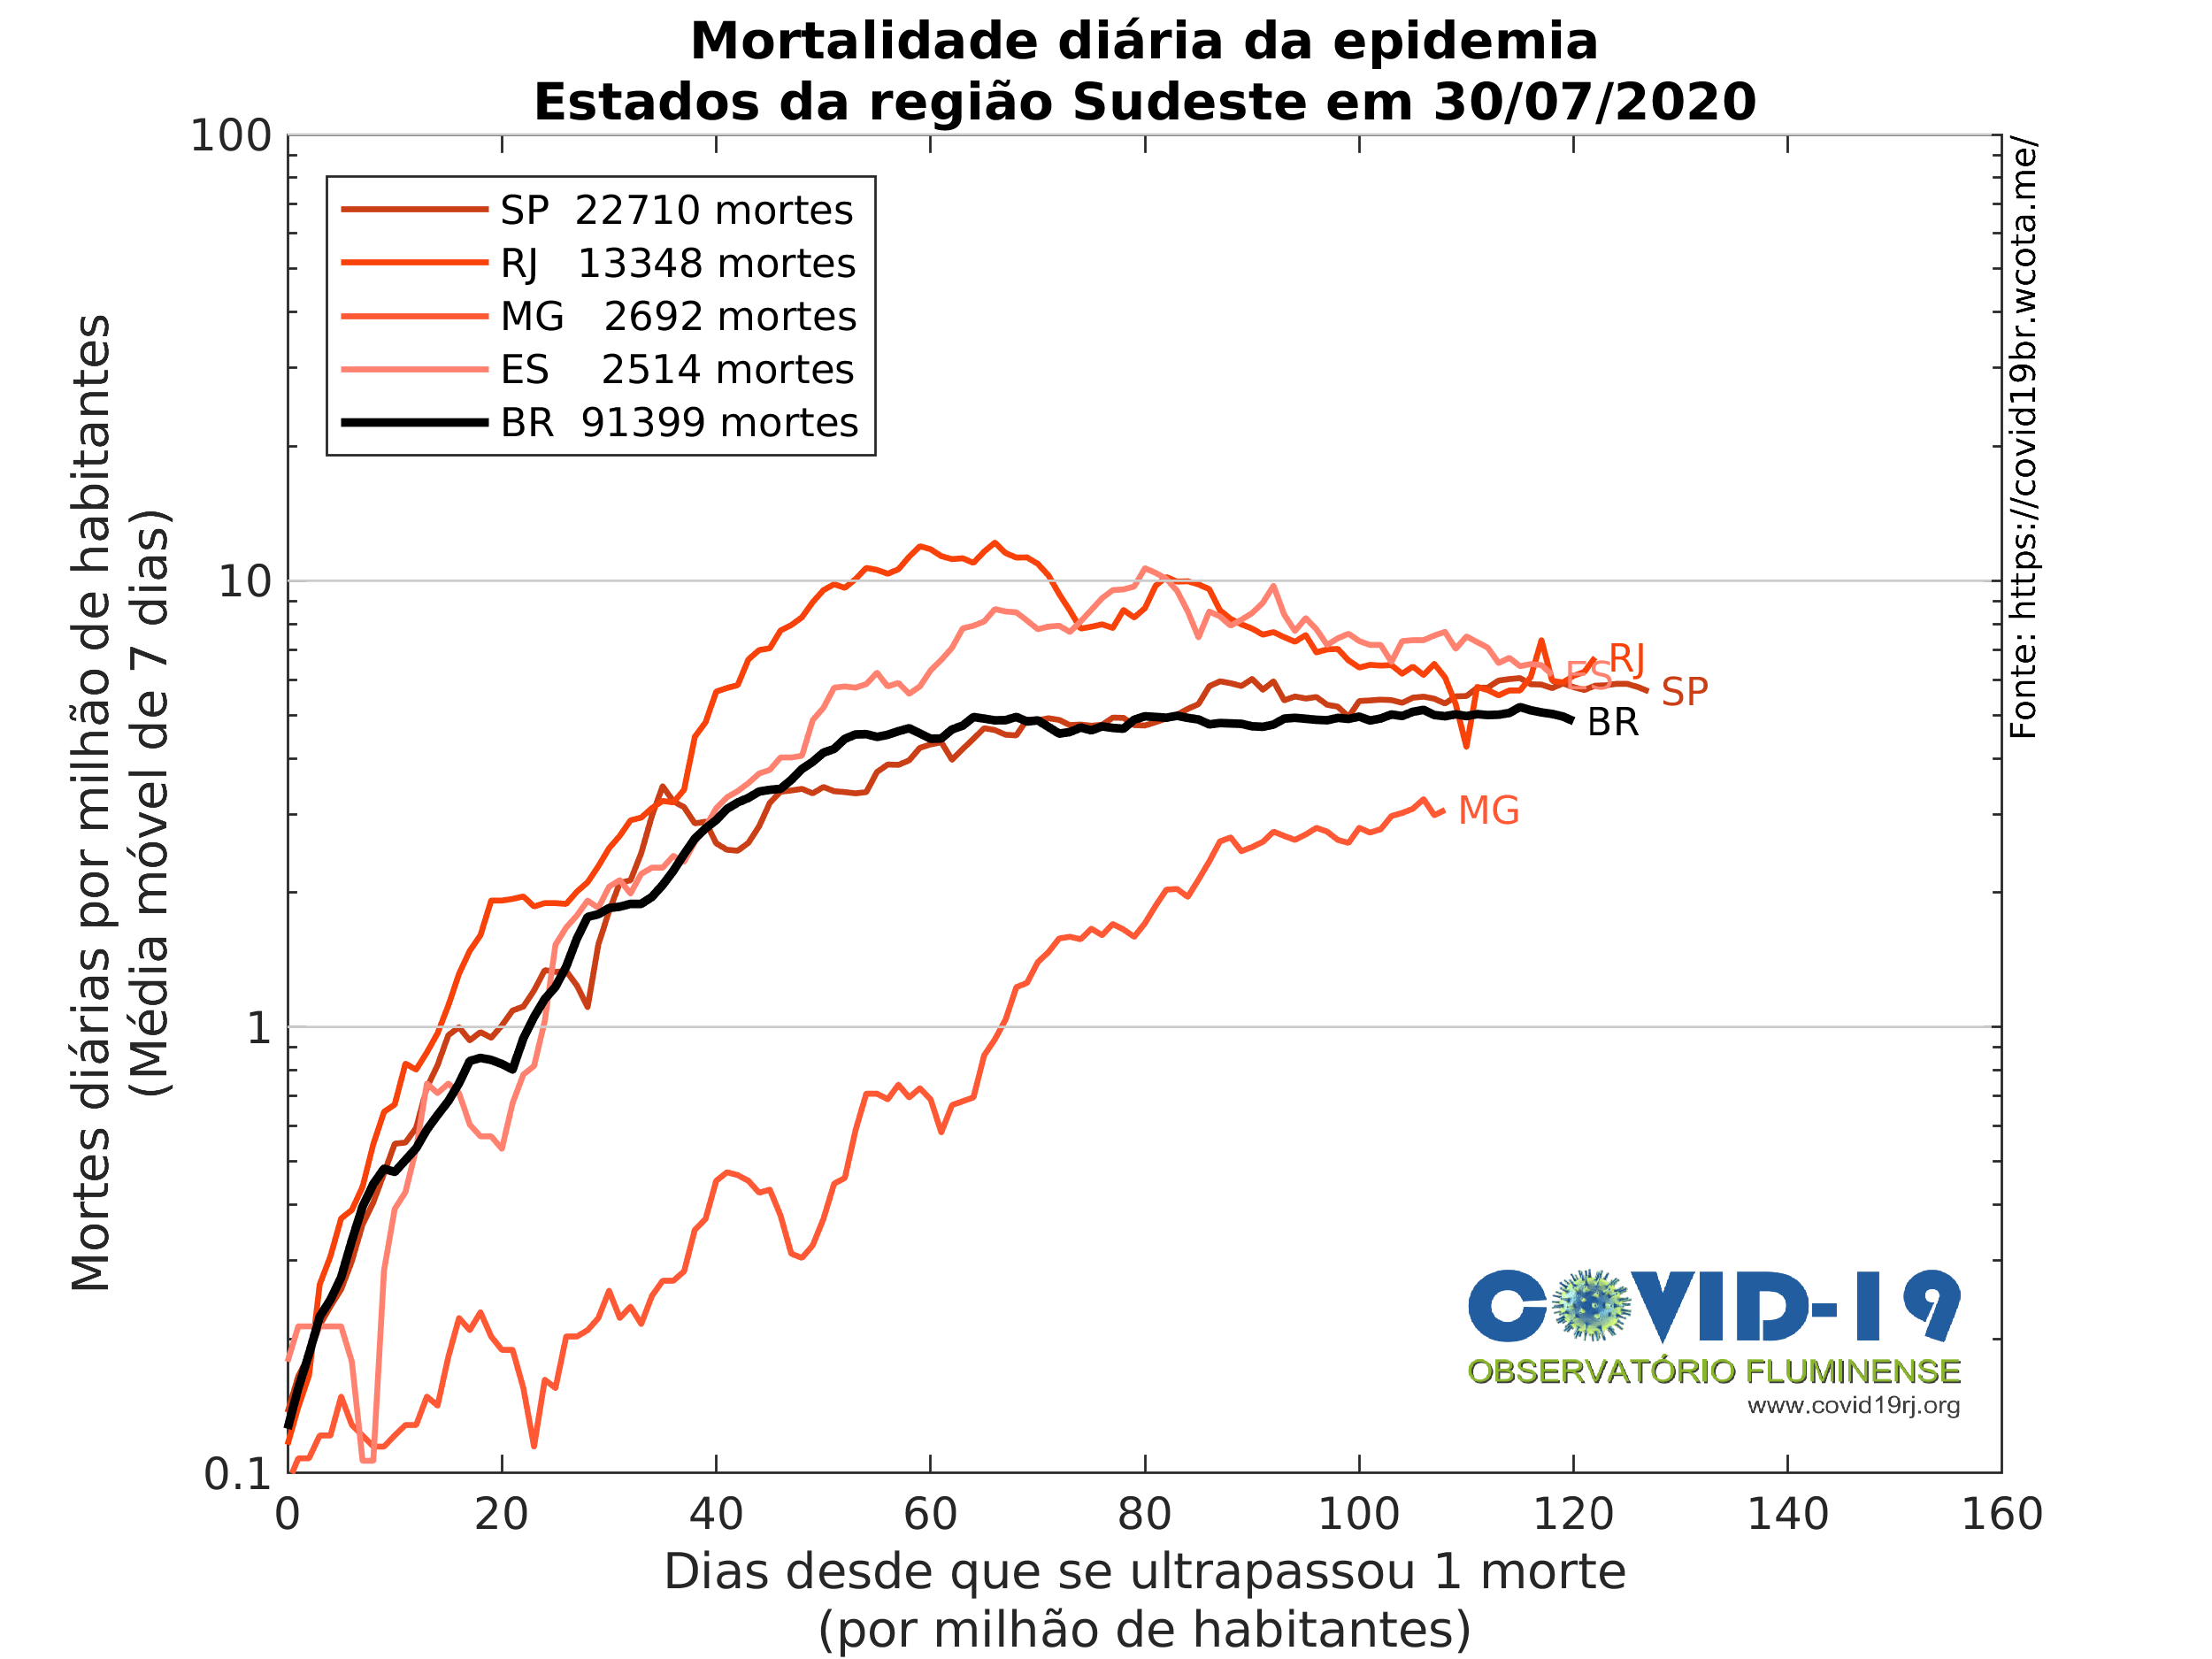 Mortalidade diária da epidemia
Estados da região Sudeste em 30/07/2020
Mortes diárias por milhão de habitantes
(Média móvel de 7 dias)
100
10
1
0.1
SP 22710 mortes
RJ 13348 mortes
MG 2692 mortes
ES 2514 mortes
BR 91399 mortes
RJ
ES
SP
BR
MG
Fonte: https://covid19br.wcota.me/
COVID-19
OBSERVATÓRIO FLUMINENSE
www.covid19rj.org
0 20 40 60 80 100 120 140 160
Dias desde que se ultrapassou 1 morte
(por milhão de habitantes)